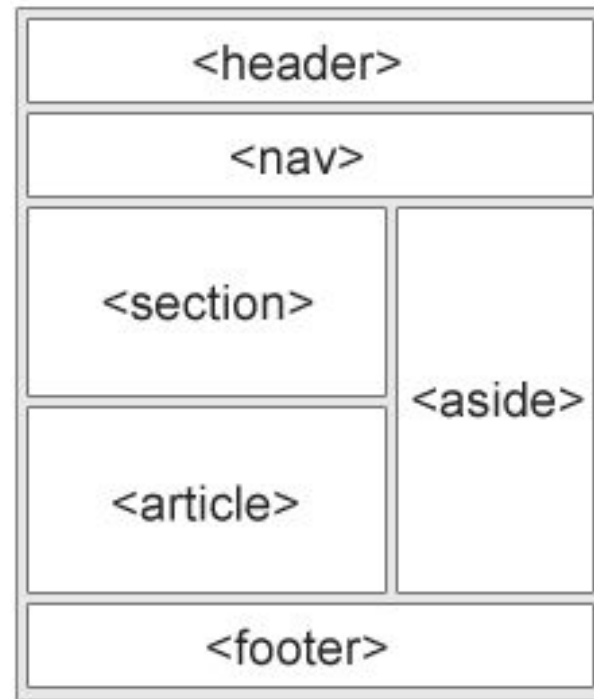 <header>
<nav>
<section>
<aside>
<article>
<footer>